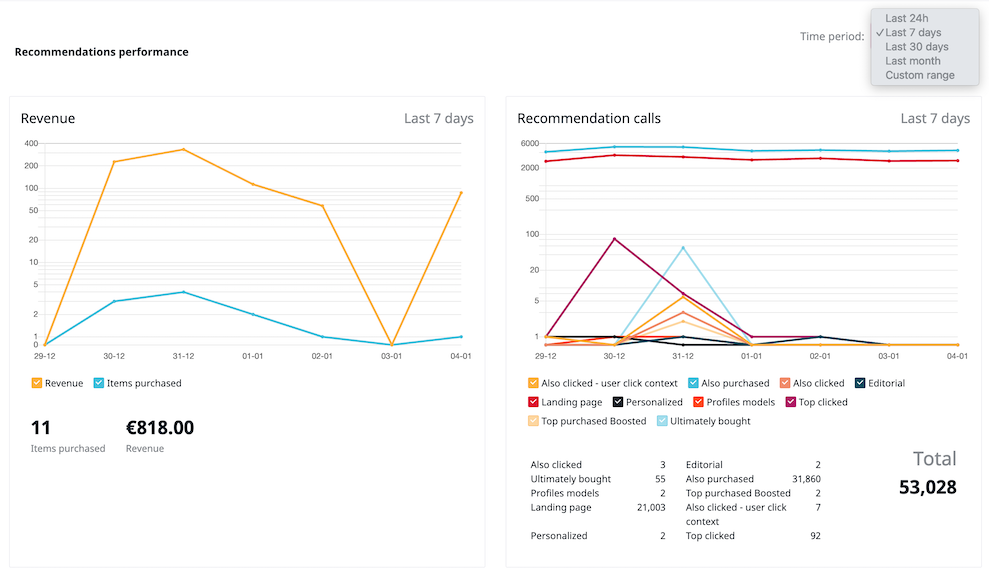 Last 24h
Time period: ✓Last 7 days
Last 30 days
Last month
Custom range
Recommendations performance
Revenue Last 7 days
400
200
100
50
20
10
5
2
1
0
29-12 30-12 31-12 01-01 02-01 03-01 04-01
Revenue Items purchased
11 €818.00
Items purchased Revenue
Recommendation calls Last 7 days
6000
2000
500
100
20
5
1
29-12 30-12 31-12 01-01 02-01 03-01 04-01
Also clicked - user click context Also purchased Also clicked Editorial
Landing page Personalized Profiles models Top clicked
Top purchased Boosted Ultimately bought
Also clicked 3 Editorial 2
Ultimately bought 55 Also purchased 31,860
Profiles models 2 Top purchased Boosted 2
Landing page 21,003 Also clicked - user click 7
context
Personalized 2 Top clicked 92
Total
53,028